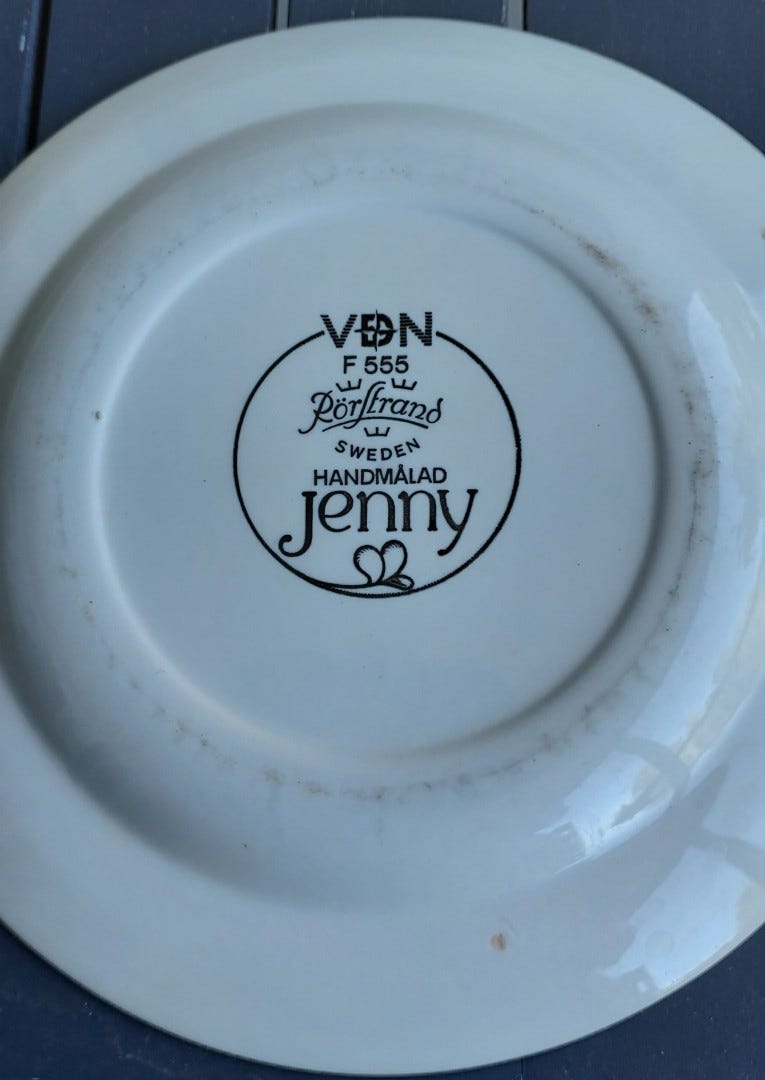 VDN
F 555
Rörstrand
SWEDEN
HANDMÅLAD
jenny